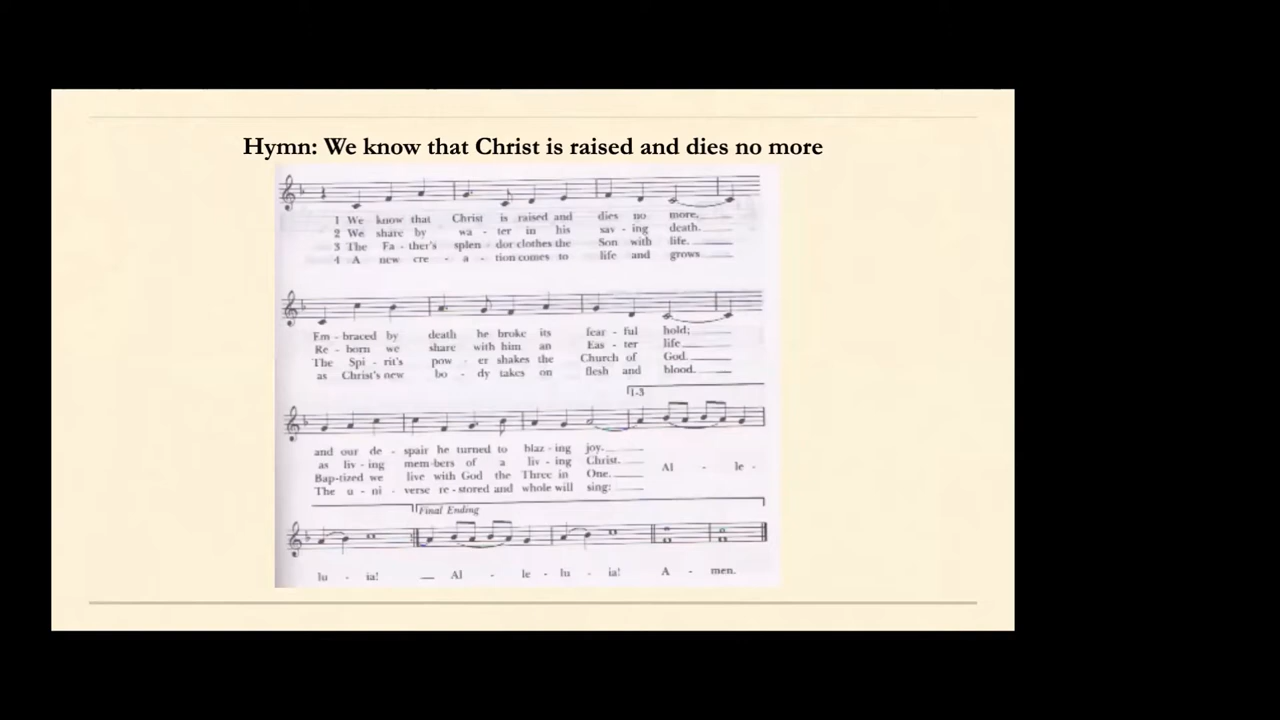 Hymn: We know that Christ is raised and dies no more
1 We know that Christ is raised and dies no more,
2 We share by wa - ter in his sav - ing death.
3 The Fa - ther's splen - dor clothes the Son with life.
4 A new cre - a - tion comes to life and grows
Em - braced by death he broke its fear - ful hold;
Re - born we share with him an Eas - ter life
The Spi - rit's pow - er shakes the Church of God.
as Christ's new bo - dy takes on flesh and blood.
1-3
and our de - spair he turned to blaz - ing joy.
as liv - ing mem-bers of a liv - ing Christ.
Al - le -
Bap-tized we live with God the Three in One.
The u - ni - verse re - stored and whole will sing:
Final Ending
lu - ia! Al - le - lu - ia! A - men.